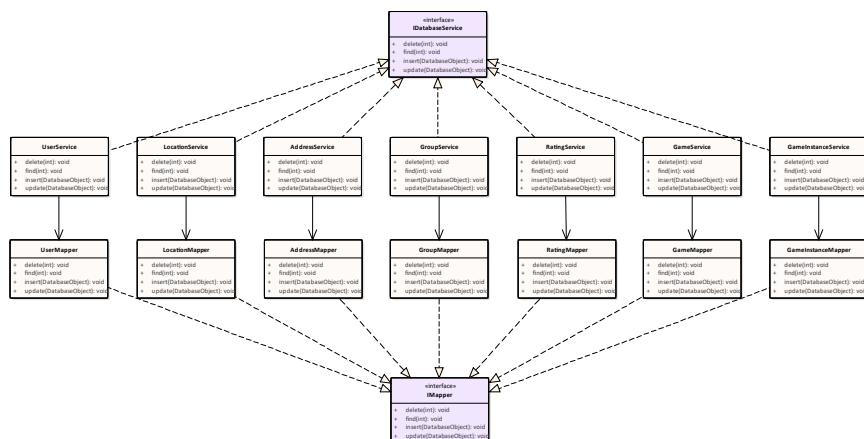 «interface»
IDatabaseService
+ delete(int): void
+ find(int): void
+ insert(DatabaseObject): void
+ update(DatabaseObject): void
UserService
+ delete(int): void
+ find(int): void
+ insert(DatabaseObject): void
+ update(DatabaseObject): void
LocationService
+ delete(int): void
+ find(int): void
+ insert(DatabaseObject): void
+ update(DatabaseObject): void
AddressService
+ delete(int): void
+ find(int): void
+ insert(DatabaseObject): void
+ update(DatabaseObject): void
GroupService
+ delete(int): void
+ find(int): void
+ insert(DatabaseObject): void
+ update(DatabaseObject): void
RatingService
+ delete(int): void
+ find(int): void
+ insert(DatabaseObject): void
+ update(DatabaseObject): void
GameService
+ delete(int): void
+ find(int): void
+ insert(DatabaseObject): void
+ update(DatabaseObject): void
GameInstanceService
+ delete(int): void
+ find(int): void
+ insert(DatabaseObject): void
+ update(DatabaseObject): void
UserMapper
+ delete(int): void
+ find(int): void
+ insert(DatabaseObject): void
+ update(DatabaseObject): void
LocationMapper
+ delete(int): void
+ find(int): void
+ insert(DatabaseObject): void
+ update(DatabaseObject): void
AddressMapper
+ delete(int): void
+ find(int): void
+ insert(DatabaseObject): void
+ update(DatabaseObject): void
GroupMapper
+ delete(int): void
+ find(int): void
+ insert(DatabaseObject): void
+ update(DatabaseObject): void
RatingMapper
+ delete(int): void
+ find(int): void
+ insert(DatabaseObject): void
+ update(DatabaseObject): void
GameMapper
+ delete(int): void
+ find(int): void
+ insert(DatabaseObject): void
+ update(DatabaseObject): void
GameInstanceMapper
+ delete(int): void
+ find(int): void
+ insert(DatabaseObject): void
+ update(DatabaseObject): void
«interface»
IMapper
+ delete(int): void
+ find(int): void
+ insert(DatabaseObject): void
+ update(DatabaseObject): void